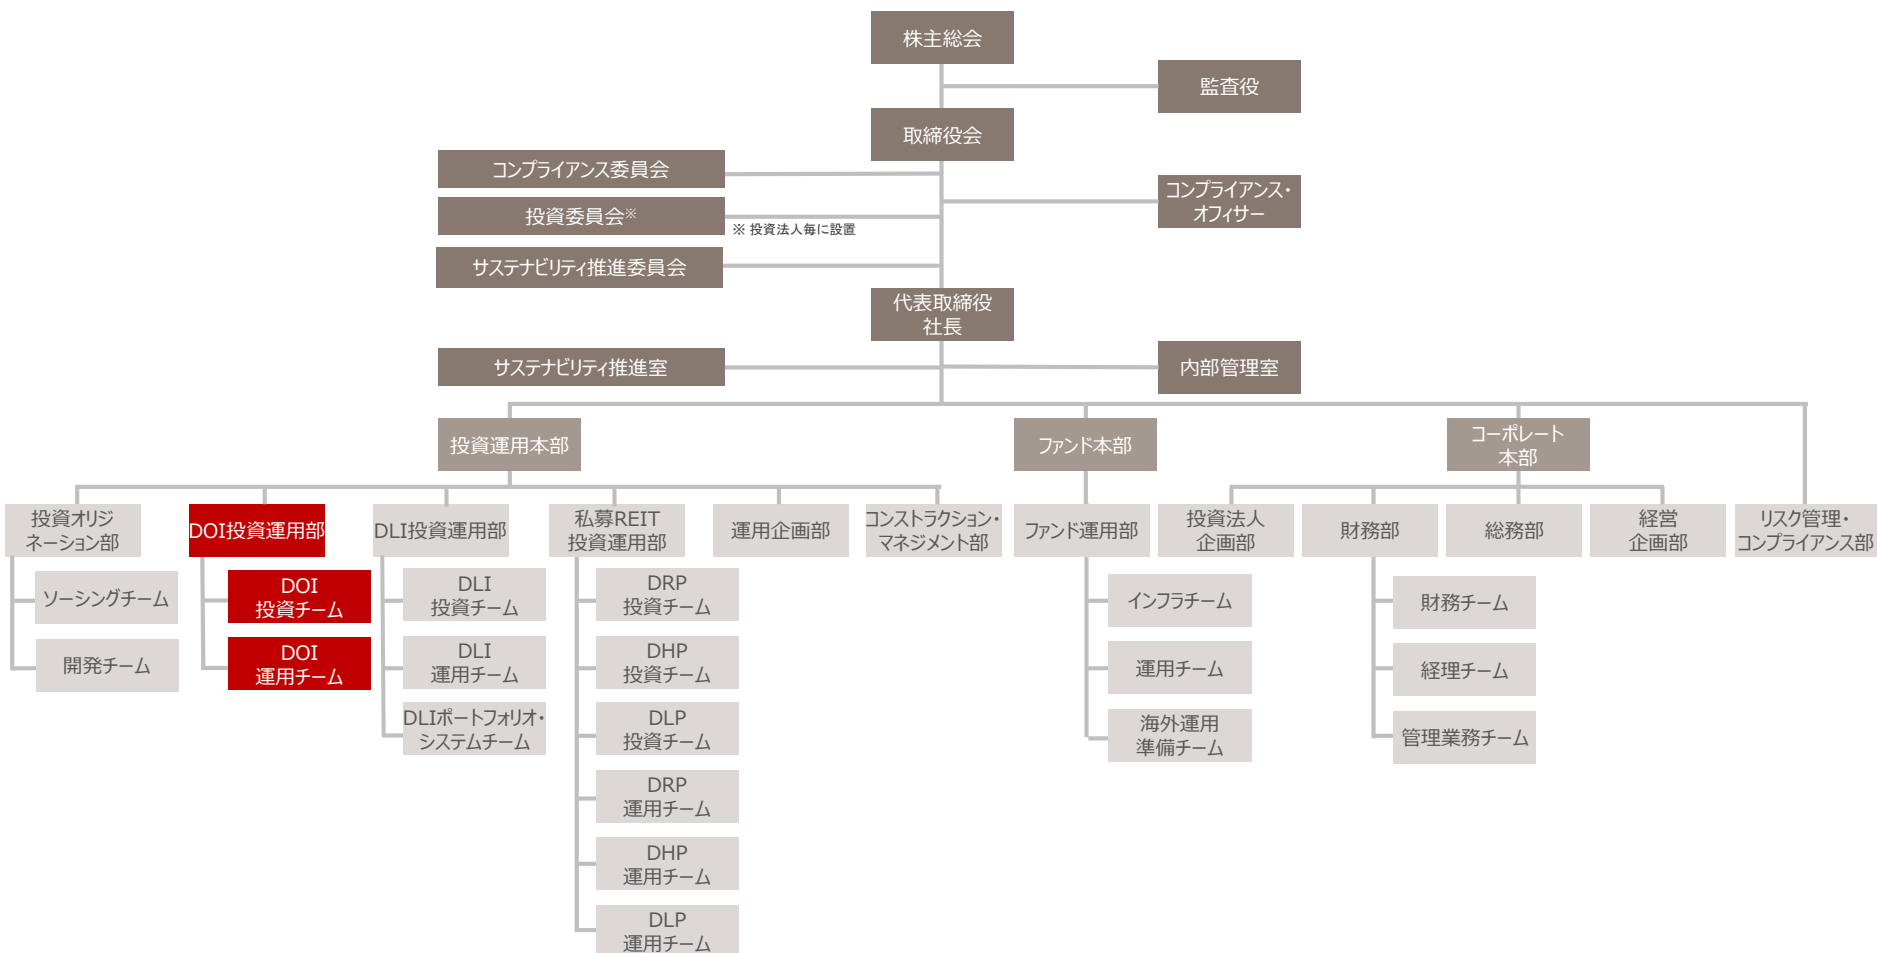 株主総会
監査役
取締役会
コンプライアンス委員会
コンプライアンス・
オフィサー
投資委員会※
※ 投資法人毎に設置
サステナビリティ推進委員会
代表取締役
社長
サステナビリティ推進室
内部管理室
投資運用本部
ファンド本部
コーポレート
本部
投資オリジ
ネーション部
DOI投資運用部
DLI投資運用部
私募REIT
投資運用部
運用企画部
コンストラクション・
マネジメント部
ファンド運用部
投資法人
企画部
財務部
総務部
経営
企画部
リスク管理・
コンプライアンス部
ソーシングチーム
開発チーム
DOI
投資チーム
DOI
運用チーム
DLI
投資チーム
DLI
運用チーム
DLIポートフォリオ・
システムチーム
DRP
投資チーム
DHP
投資チーム
DLP
投資チーム
DRP
運用チーム
DHP
運用チーム
DLP
運用チーム
インフラチーム
運用チーム
海外運用
準備チーム
財務チーム
経理チーム
管理業務チーム